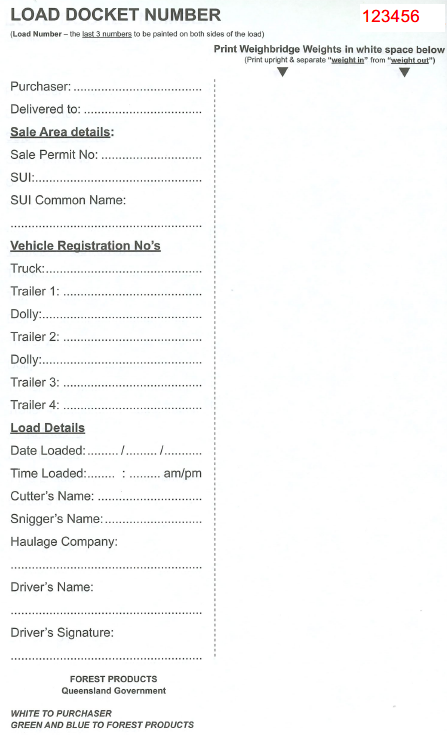 LOAD DOCKET NUMBER 123456
(Load Number – the last 3 numbers to be painted on both sides of the load)
Print Weighbridge Weights in white space below
(Print upright & separate "weight in" from "weight out")
Purchaser: ......................................
Delivered to: ...................................
Sale Area details:
Sale Permit No: ..............................
SUI:.................................................
SUI Common Name:
.........................................................
Vehicle Registration No's
Truck:..............................................
Trailer 1: .........................................
Dolly:...............................................
Trailer 2: .........................................
Dolly:...............................................
Trailer 3: .........................................
Trailer 4: .........................................
Load Details
Date Loaded:........./........./...........
Time Loaded:........ : ......... am/pm
Cutter's Name: ...............................
Snigger's Name:.............................
Haulage Company:
.........................................................
Driver's Name:
.........................................................
Driver's Signature:
.........................................................
FOREST PRODUCTS
Queensland Government
WHITE TO PURCHASER
GREEN AND BLUE TO FOREST PRODUCTS